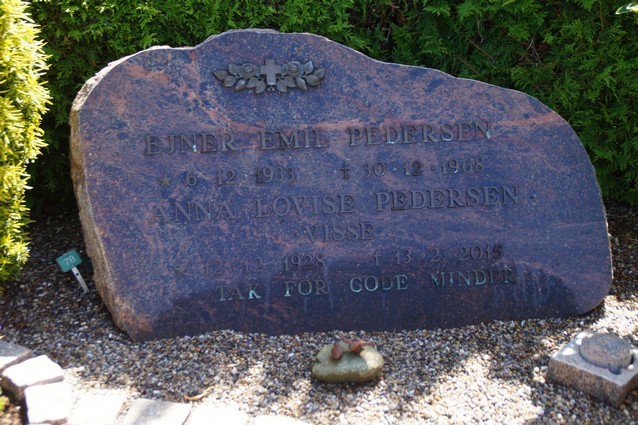 EJNER EMIL PEDERSEN
* 6 · 12 · 1933 † 30 · 12 · 1968
ANNA LOVISE PEDERSEN
VISSE
12 1928 † 13 · 2 · 2015
TAK FOR GODE MINDER
78